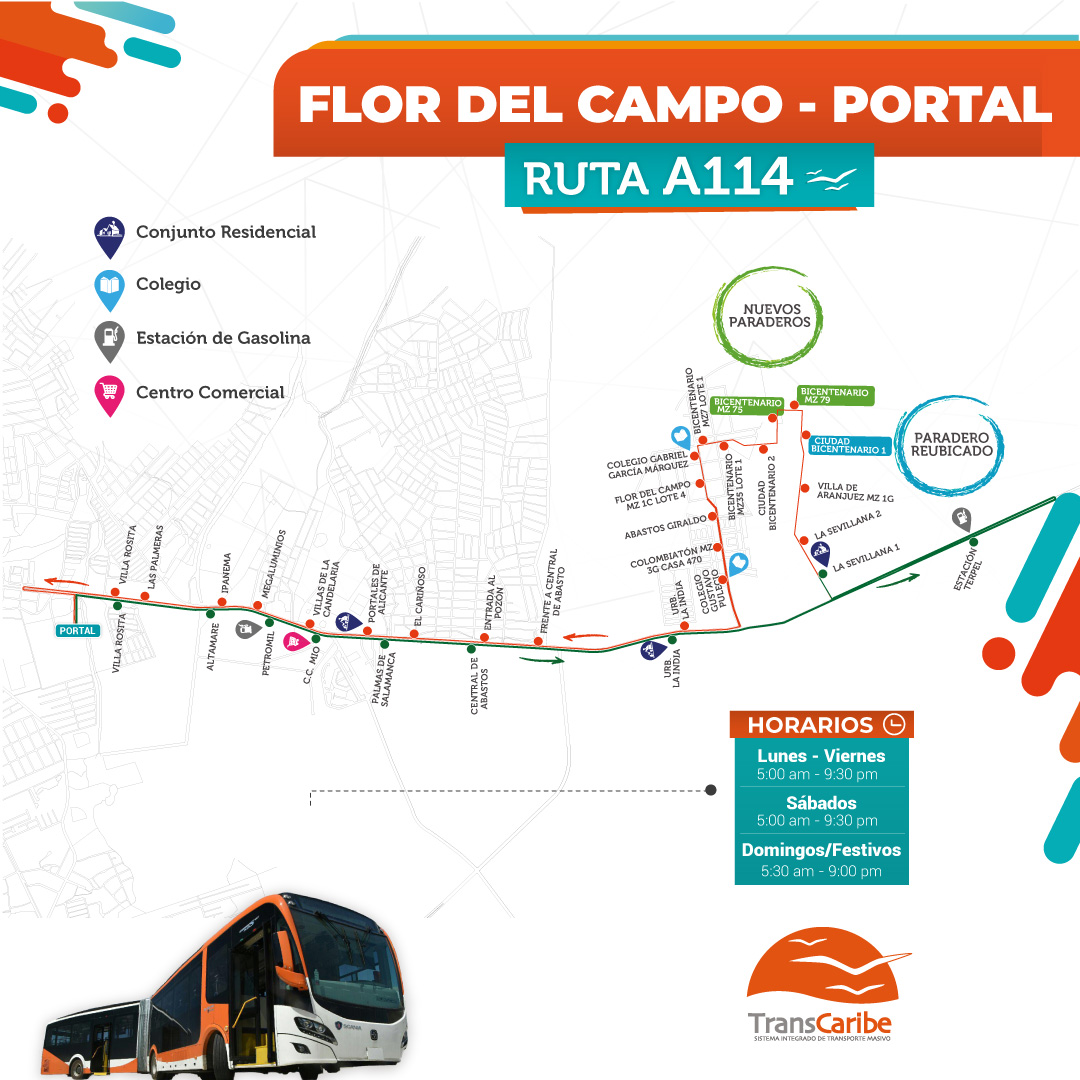 FLOR DEL CAMPO - PORTAL
RUTA A114
Conjunto Residencial
Colegio
Estación de Gasolina
Centro Comercial
NUEVOS
PARADEROS
PARADERO
REUBICADO
BICENTENARIO
MZ7 LOTE 1
BICENTENARIO
MZ 75
BICENTENARIO
MZ 79
CIUDAD
BICENTENARIO 1
COLEGIO GABRIEL
GARCÍA MÁRQUEZ
BICENTENARIO
MZ35 LOTE 1
CIUDAD
BICENTENARIO 2
FLOR DEL CAMPO
MZ 1C LOTE 4
VILLA DE
ARANJUEZ MZ 1G
ABASTOS GIRALDO
LA SEVILLANA 2
COLOMBIATÓN MZ
3G CASA 470
LA SEVILLANA 1
COLEGIO
GUSTAVO
PULECIO
URB.
LA INDIA
ESTACIÓN
TERPEL
VILLA ROSITA
LAS PALMERAS
IPANEMA
MEGALUMINIOS
VILLAS DE LA
CANDELARIA
PORTALES DE
ALICANTE
EL CARIÑOSO
ENTRADA AL
POZÓN
FRENTE A CENTRAL
DE ABASTO
PORTAL
VILLA ROSITA
ALTAMARE
PETROMIL
C.C. MIO
PALMAS DE
SALAMANCA
CENTRAL DE
ABASTOS
URB.
LA INDIA
HORARIOS
Lunes - Viernes
5:00 am - 9:30 pm
Sábados
5:00 am - 9:30 pm
Domingos/Festivos
5:30 am - 9:00 pm
SCANIA
TransCaribe
SISTEMA INTEGRADO DE TRANSPORTE MASIVO